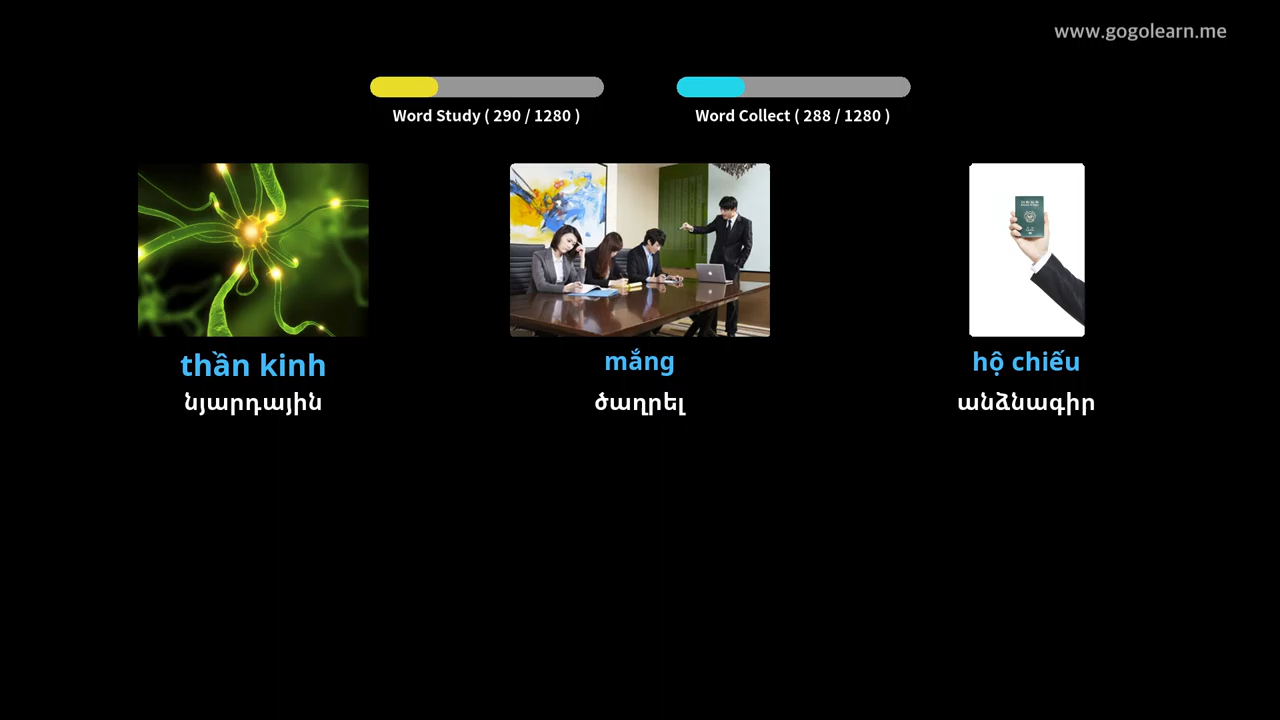 www.gogolearn.me
Word Study ( 290 / 1280 )
Word Collect ( 288 / 1280 )
thần kinh
նյարդային
mắng
ծաղրել
hộ chiếu
անձնագիր